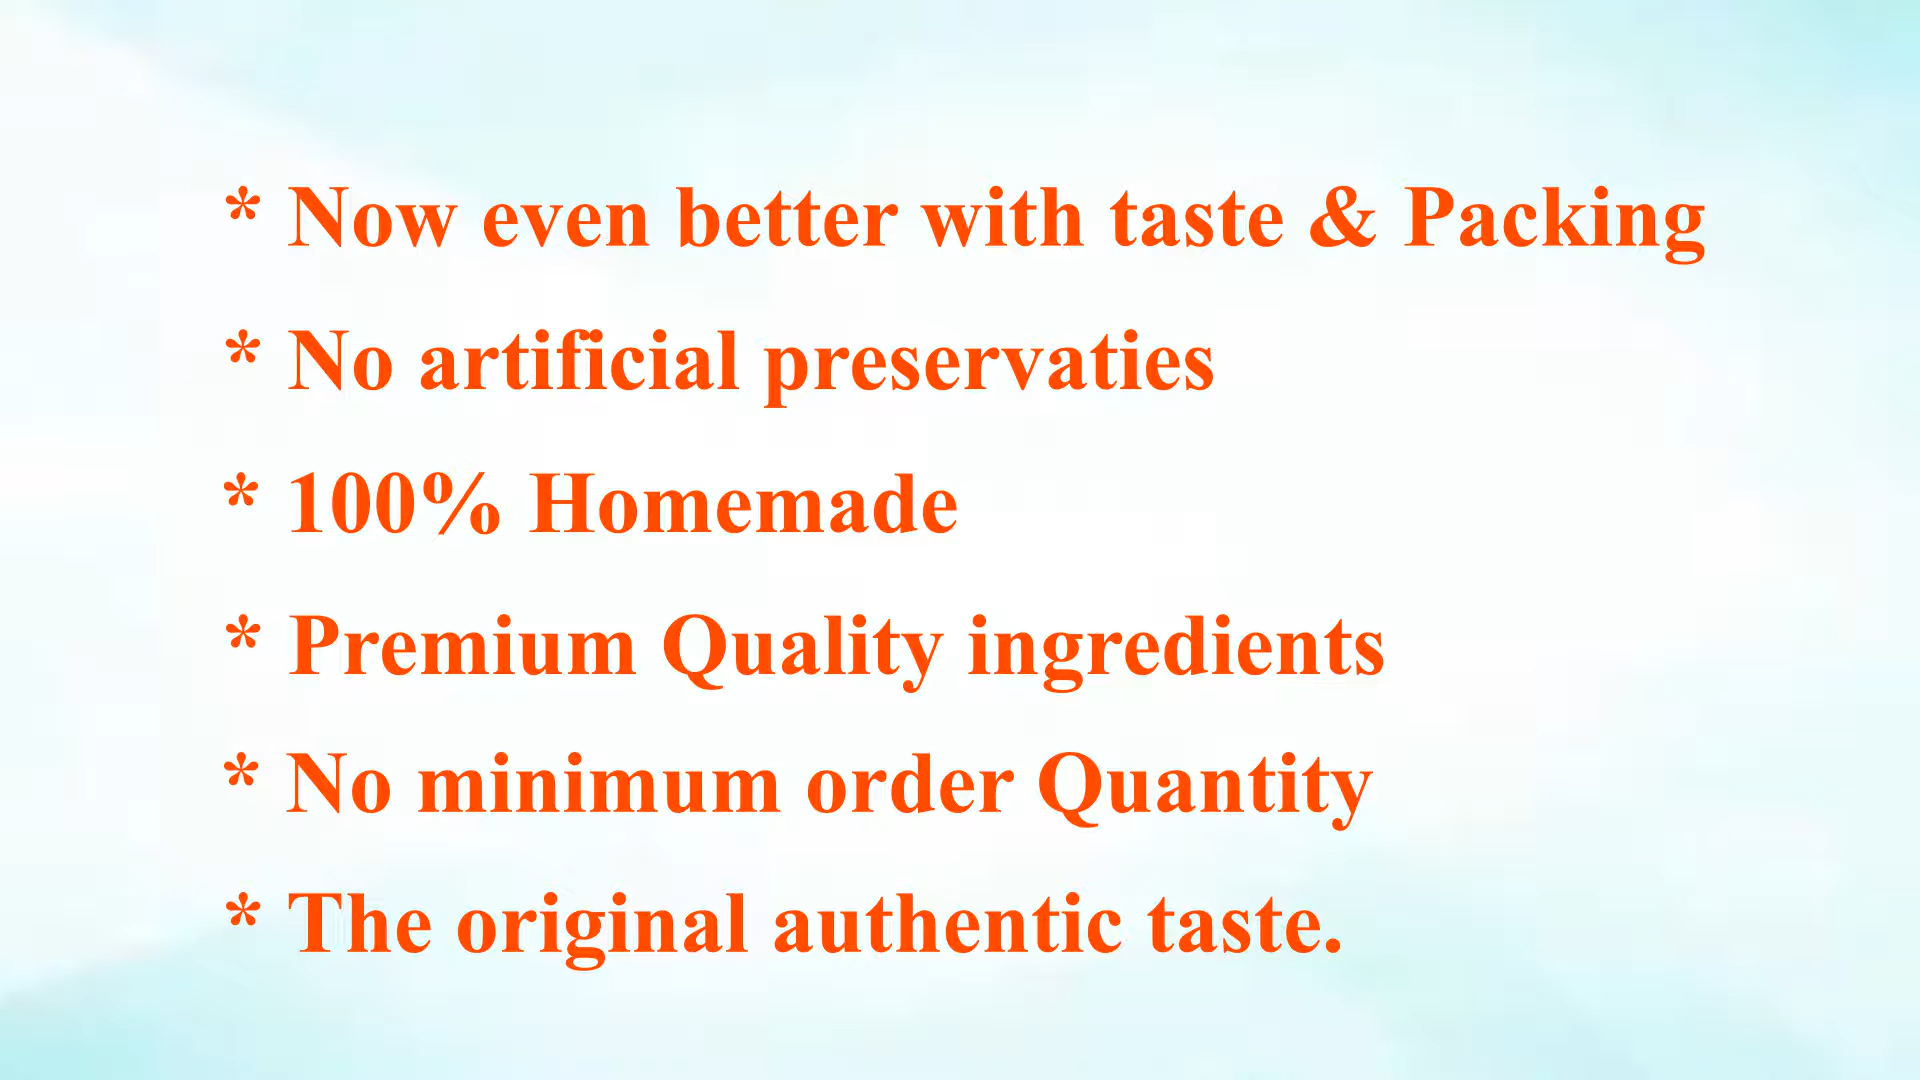 * Now even better with taste & Packing
* No artificial preservaties
* 100% Homemade
* Premium Quality ingredients
* No minimum order Quantity
* The original authentic taste.